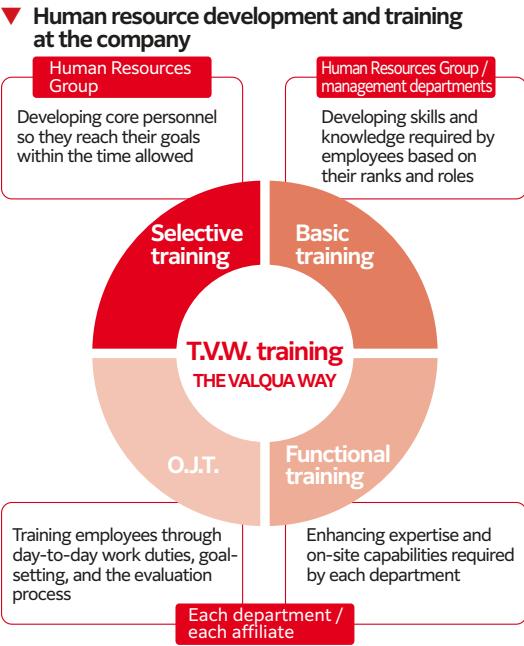 ▼ Human resource development and training
at the company
Human Resources
Group
Developing core personnel
so they reach their goals
within the time allowed
Human Resources Group /
management departments
Developing skills and
knowledge required by
employees based on
their ranks and roles
Selective
training
Basic
training
T.V.W. training
THE VALQUA WAY
O.J.T.
Functional
training
Training employees through
day-to-day work duties, goal-
setting, and the evaluation
process
Enhancing expertise and
on-site capabilities required
by each department
Each department /
each affiliate